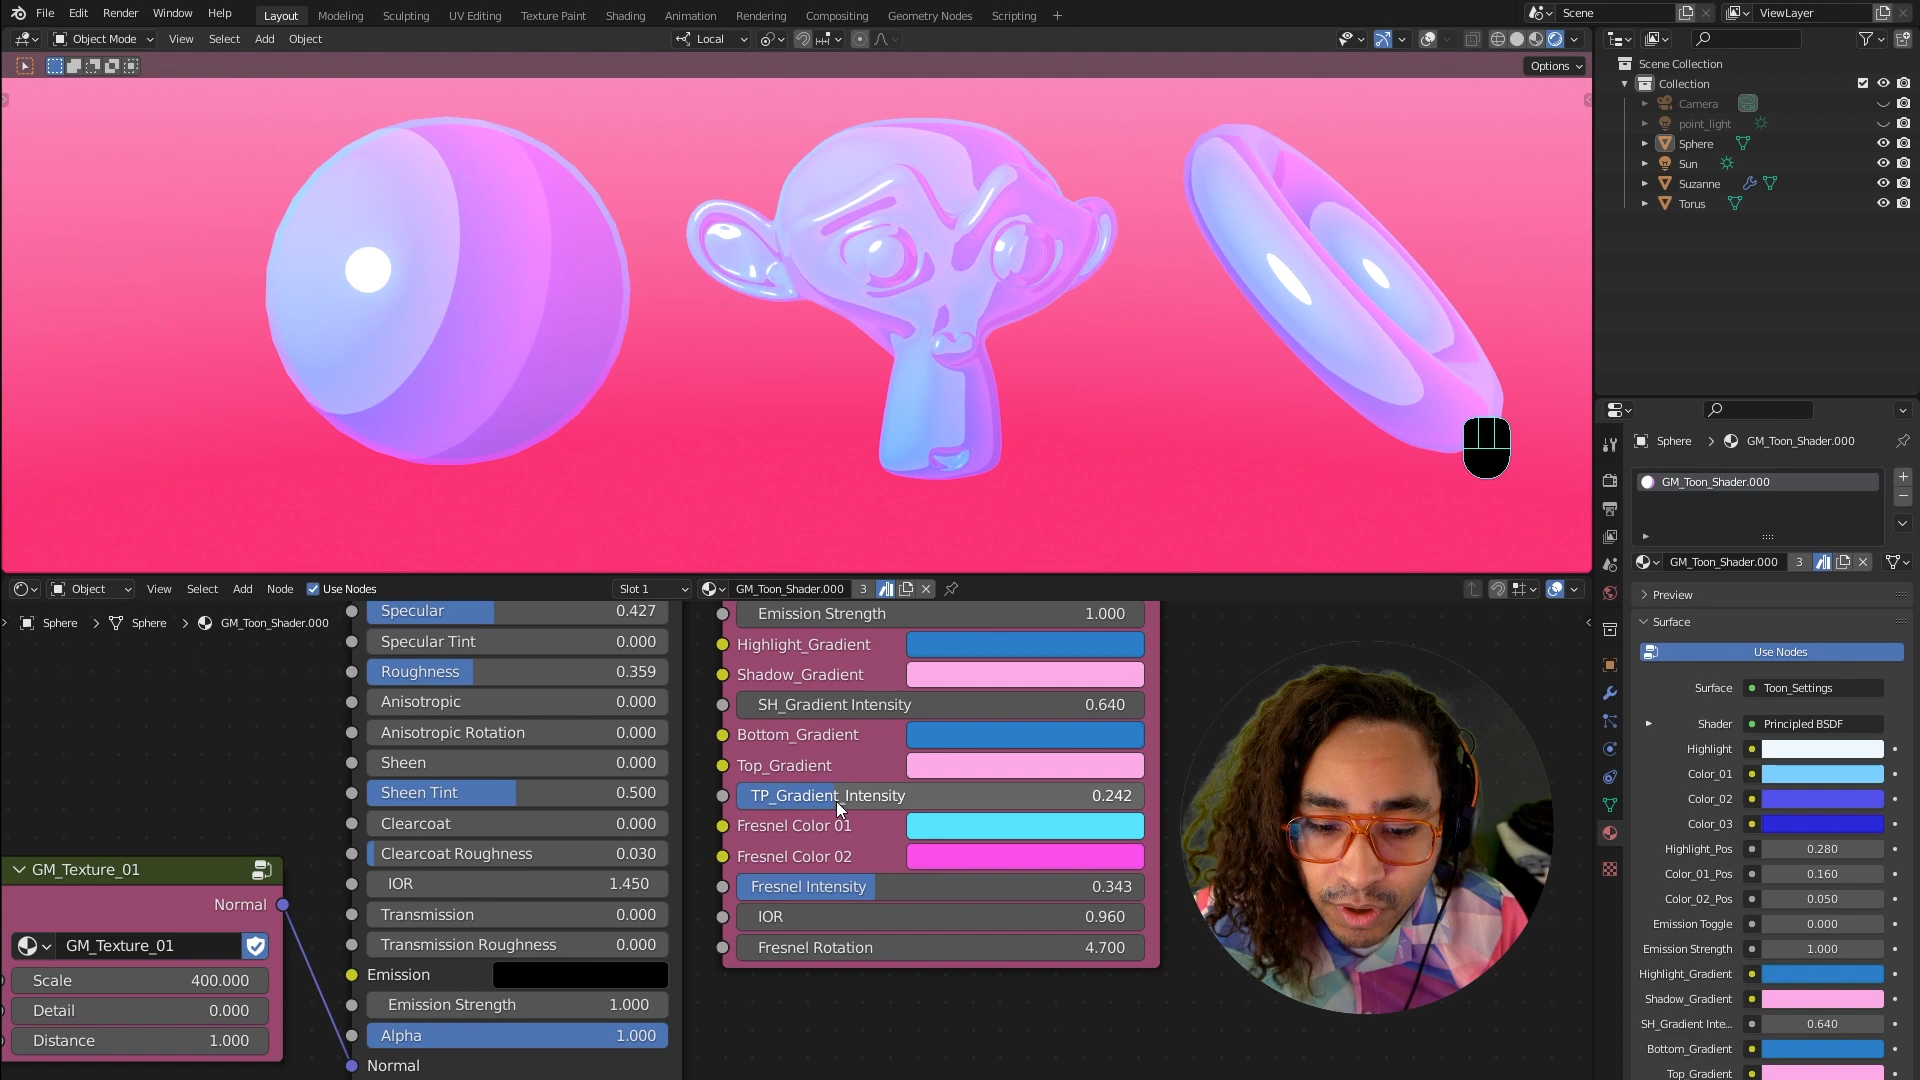 File Edit Render Window Help Layout Modeling Sculpting UV Editing Texture Paint Shading Animation Rendering Compositing Geometry Nodes Scripting + Scene ViewLayer
Object Mode View Select Add Object Local
Options
Scene Collection
Collection
Camera
point_light
Sphere
Sun
Suzanne
Torus
Sphere > GM_Toon_Shader.000
GM_Toon_Shader.000
GM_Toon_Shader.000 3
Preview
Surface
Use Nodes
Surface Toon_Settings
Shader Principled BSDF
Highlight
Color_01
Color_02
Color_03
Highlight_Pos 0.280
Color_01_Pos 0.160
Color_02_Pos 0.050
Emission Toggle 0.000
Emission Strength 1.000
Highlight_Gradient
Shadow_Gradient
SH_Gradient Inte... 0.640
Bottom_Gradient
Top_Gradient
Object View Select Add Node Use Nodes Slot 1 GM_Toon_Shader.000 3
Sphere > Sphere > GM_Toon_Shader.000
Specular 0.427
Specular Tint 0.000
Roughness 0.359
Anisotropic 0.000
Anisotropic Rotation 0.000
Sheen 0.000
Sheen Tint 0.500
Clearcoat 0.000
Clearcoat Roughness 0.030
IOR 1.450
Transmission 0.000
Transmission Roughness 0.000
Emission
Emission Strength 1.000
Alpha 1.000
Normal
GM_Texture_01
Normal
GM_Texture_01
Scale 400.000
Detail 0.000
Distance 1.000
Emission Strength 1.000
Highlight_Gradient
Shadow_Gradient
SH_Gradient Intensity 0.640
Bottom_Gradient
Top_Gradient
TP_Gradient_Intensity 0.242
Fresnel Color 01
Fresnel Color 02
Fresnel Intensity 0.343
IOR 0.960
Fresnel Rotation 4.700